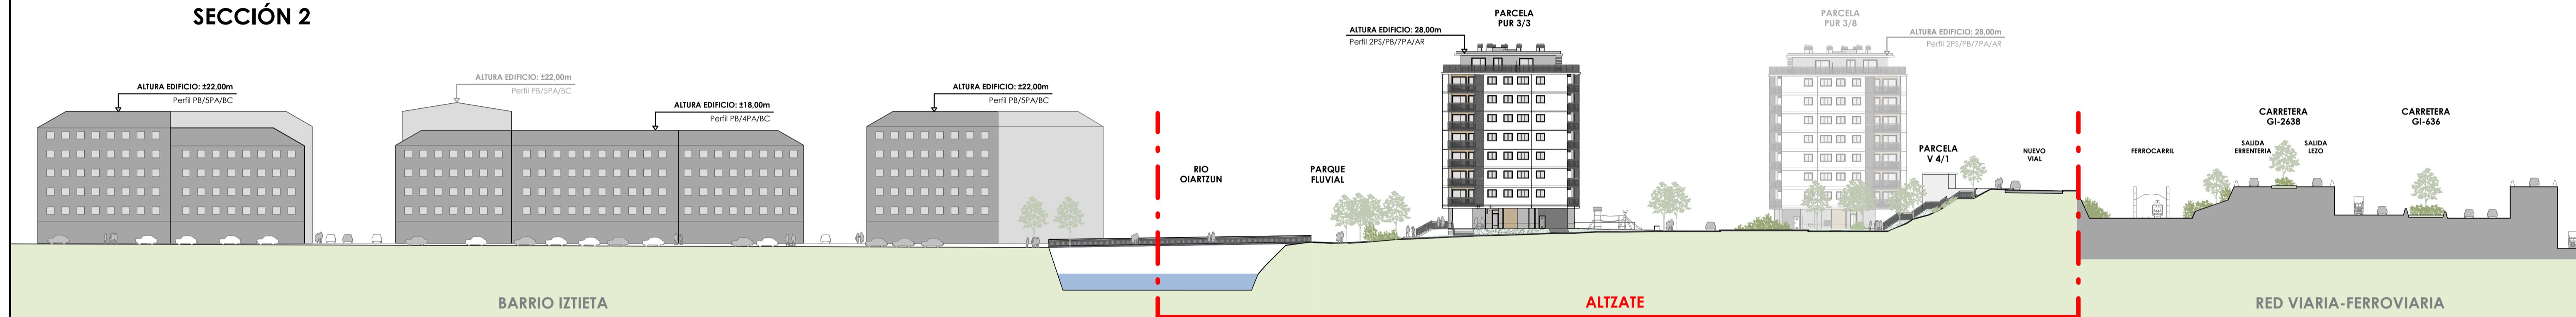 SECCIÓN 2
ALTURA EDIFICIO: ±22,00m
Perfil PB/5PA/BC
ALTURA EDIFICIO: ±22,00m
Perfil PB/5PA/BC
ALTURA EDIFICIO: ±18,00m
Perfil PB/4PA/BC
ALTURA EDIFICIO: ±22,00m
Perfil PB/5PA/BC
RIO
OIARTZUN
PARQUE
FLUVIAL
ALTURA EDIFICIO: 28,00m
Perfil 2PS/PB/7PA/AR
PARCELA
PUR 3/3
PARCELA
PUR 3/8
ALTURA EDIFICIO: 28,00m
Perfil 2PS/PB/7PA/AR
PARCELA
V 4/1
NUEVO
VIAL
FERROCARRIL
CARRETERA
GI-2638
SALIDA
ERRENTERIA
SALIDA
LEZO
CARRETERA
GI-636
BARRIO IZTIETA
ALTZATE
RED VIARIA-FERROVIARIA